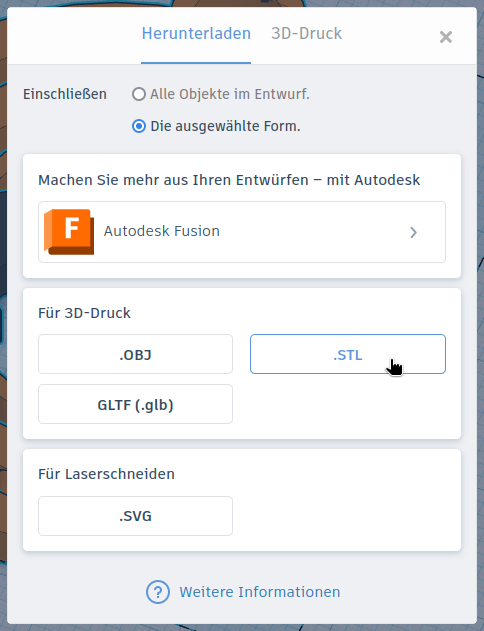 Herunterladen 3D-Druck
Einschließen Alle Objekte im Entwurf.
Die ausgewählte Form.
Machen Sie mehr aus Ihren Entwürfen – mit Autodesk
F Autodesk Fusion
Für 3D-Druck
.OBJ .STL
GLTF (.glb)
Für Laserschneiden
.SVG
? Weitere Informationen